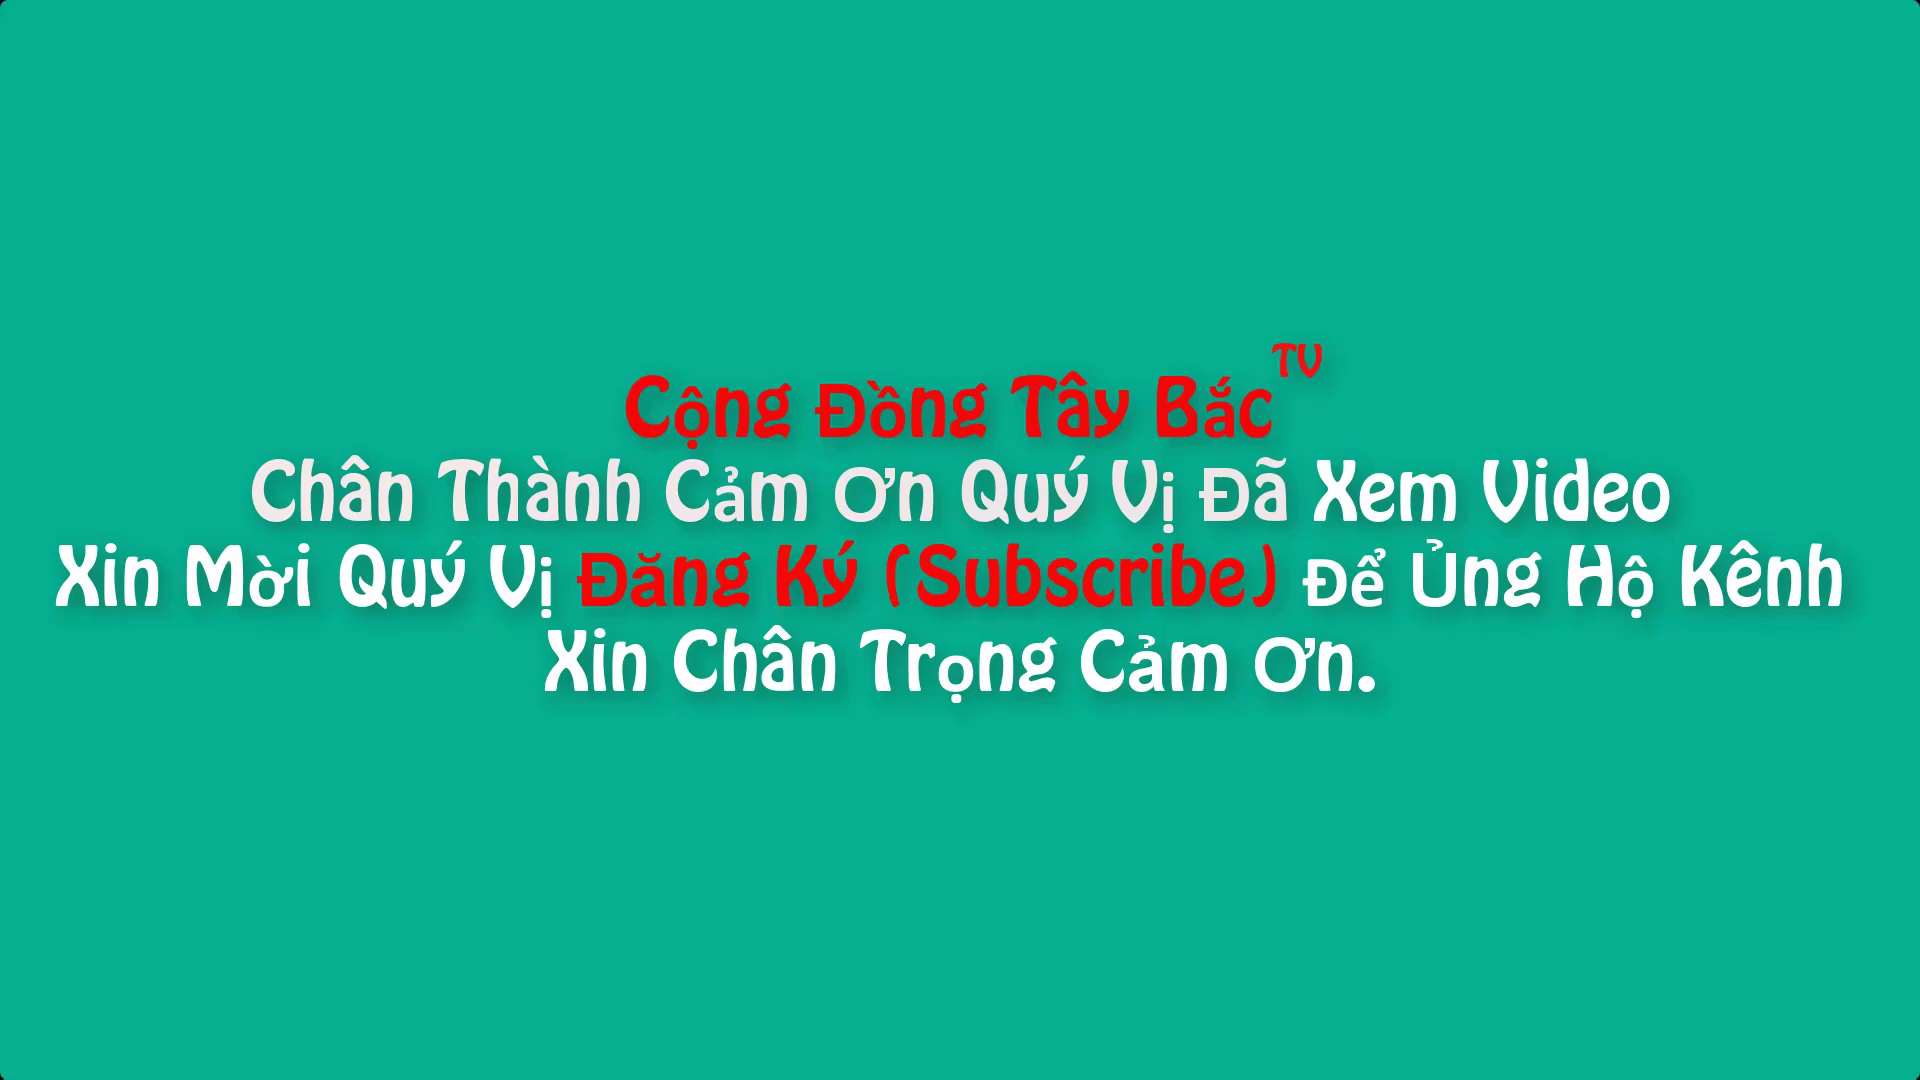 Cộng Đồng Tây Bắc TV
Chân Thành Cảm Ơn Quý Vị Đã Xem Video
Xin Mời Quý Vị Đăng Ký (Subscribe) Để Ủng Hộ Kênh
Xin Chân Trọng Cảm Ơn.